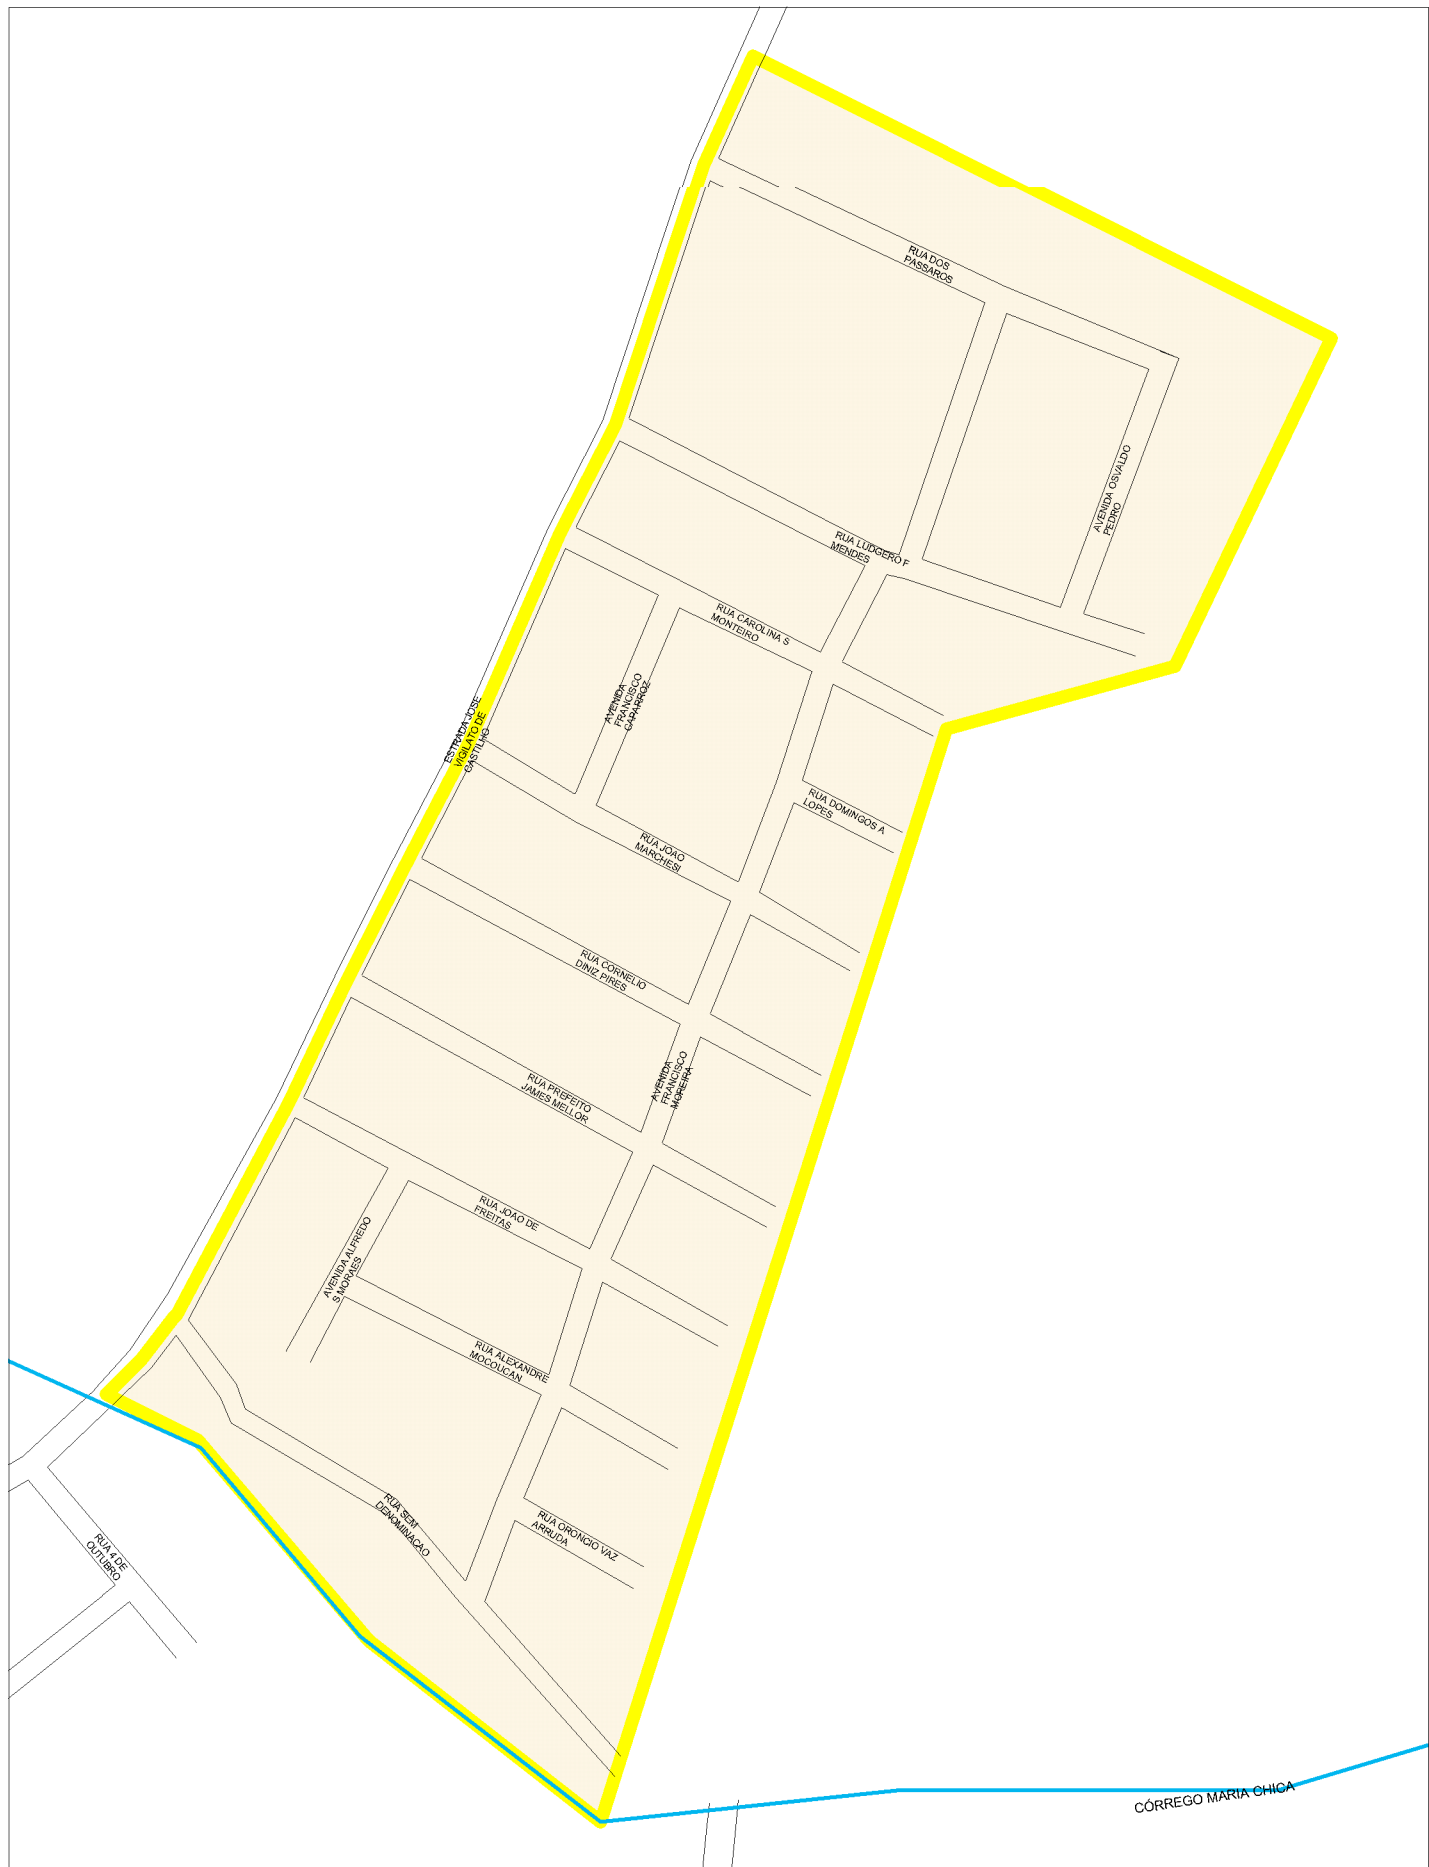 RUA DOS
PASSAROS
AVENIDA OSVALDO
PEDRO
RUA LUDGERO F
MENDES
RUA CAROLINA S
MONTEIRO
AVENIDA
FRANCISCO
CAPARROZ
ESTRADA JOSE
VIGILATO DE
CASTILHO
RUA DOMINGOS A
LOPES
RUA JOAO
MARCHESI
RUA CORNELIO
DINIZ PIRES
AVENIDA
FRANCISCO
MOREIRA
RUA PREFEITO
JAMES MELLOR
RUA JOAO DE
FREITAS
AVENIDA ALFREDO
S MORAES
RUA ALEXANDRE
MOCOUCAN
RUA SEM
DENOMINACAO
RUA ORONCIO VAZ
ARRUDA
RUA 4 DE
OUTUBRO
CÓRREGO MARIA CHICA